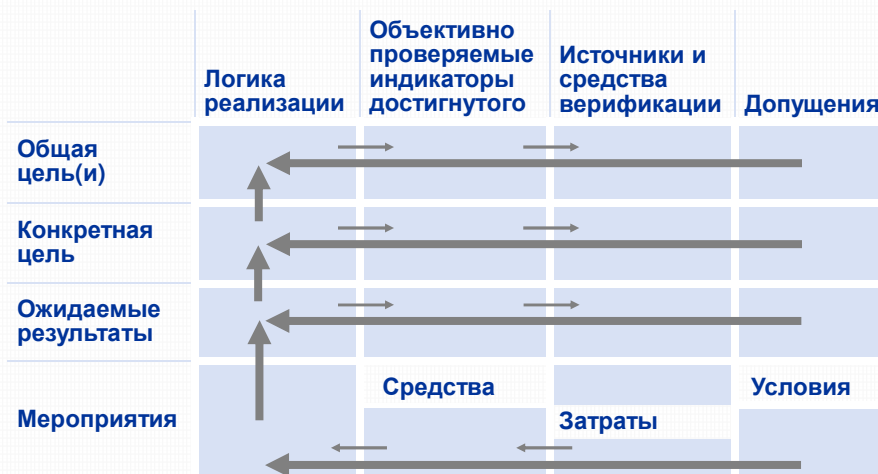 Логика
реализации
Объективно
проверяемые
индикаторы
достигнутого
Источники и
средства
верификации
Допущения
Общая
цель(и)
Конкретная
цель
Ожидаемые
результаты
Мероприятия
Средства
Затраты
Условия